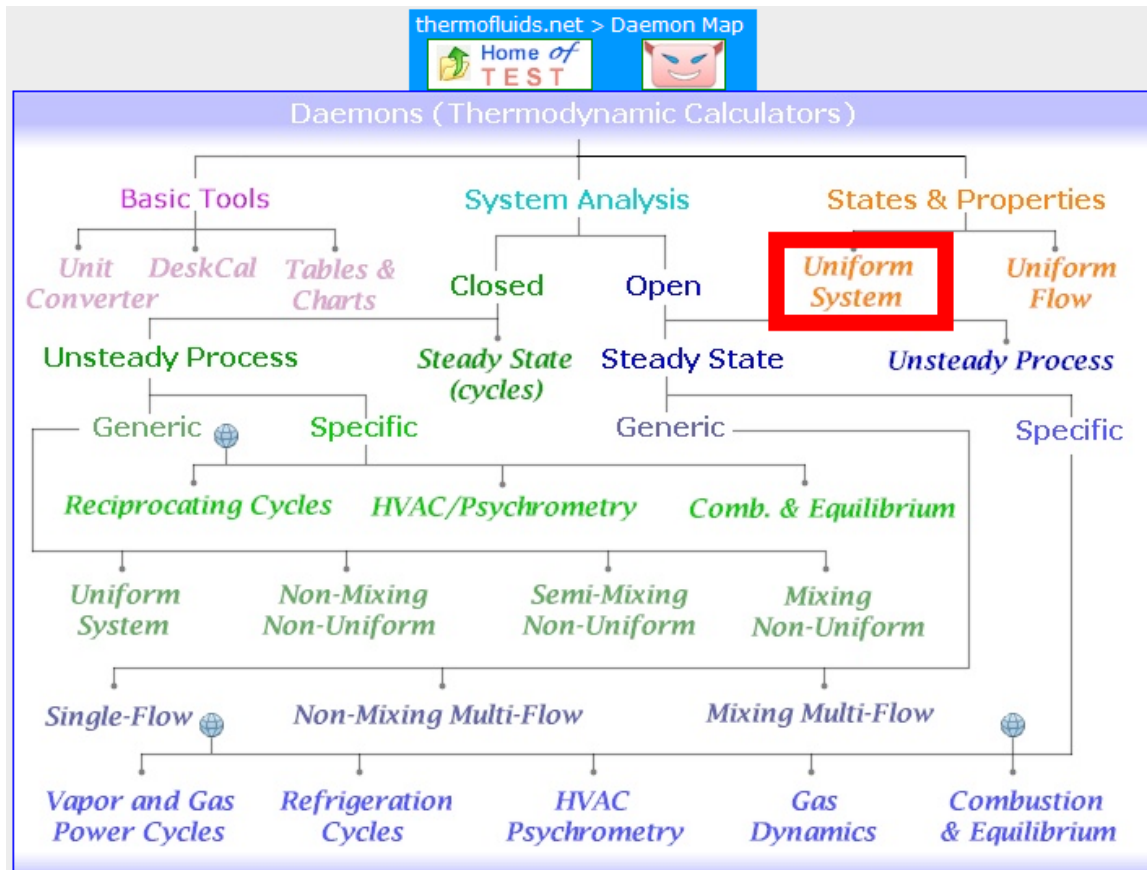 thermofluids.net > Daemon Map
Home of
TEST
Daemons (Thermodynamic Calculators)
Basic Tools
System Analysis
States & Properties
Unit
Converter
DeskCal
Tables &
Charts
Closed
Open
Uniform
System
Uniform
Flow
Unsteady Process
Steady State
(cycles)
Steady State
Unsteady Process
Generic
Specific
Generic
Specific
Reciprocating Cycles
HVAC/Psychrometry
Comb. & Equilibrium
Uniform
System
Non-Mixing
Non-Uniform
Semi-Mixing
Non-Uniform
Mixing
Non-Uniform
Single-Flow
Non-Mixing Multi-Flow
Mixing Multi-Flow
Vapor and Gas
Power Cycles
Refrigeration
Cycles
HVAC
Psychrometry
Gas
Dynamics
Combustion
& Equilibrium